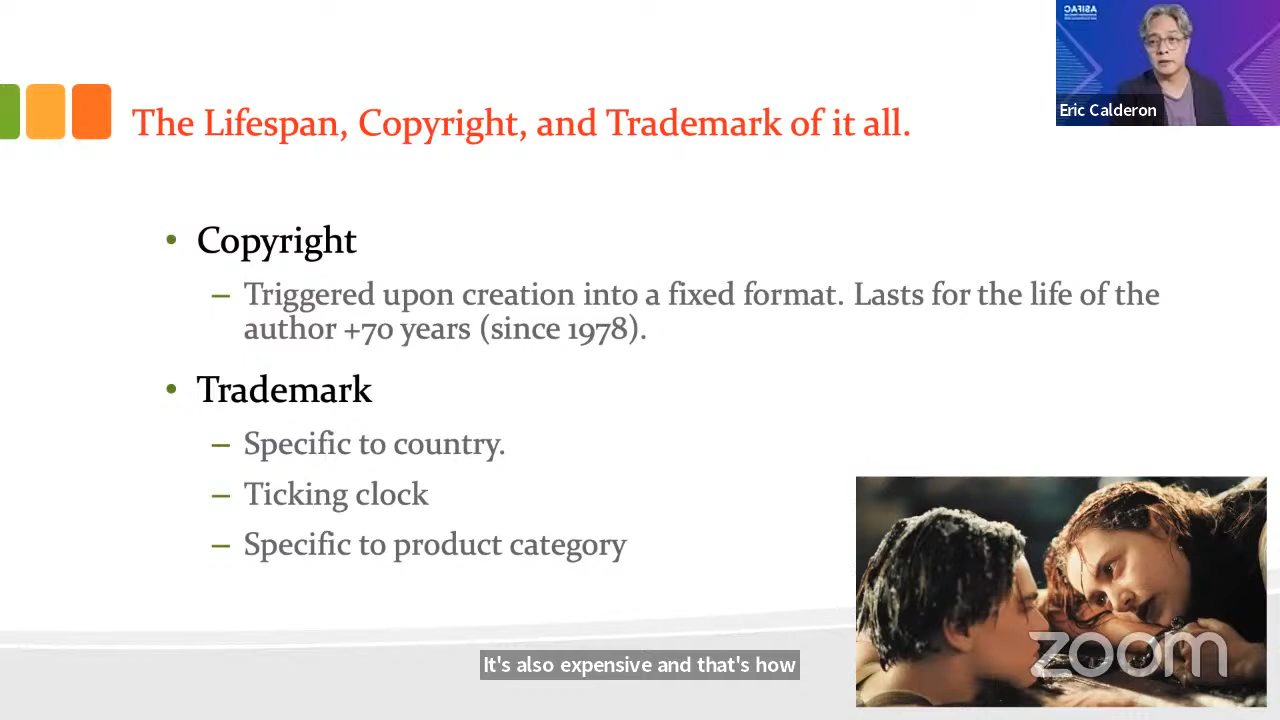 ASIFAC
Eric Calderon
The Lifespan, Copyright, and Trademark of it all.
• Copyright
– Triggered upon creation into a fixed format. Lasts for the life of the
author +70 years (since 1978).
• Trademark
– Specific to country.
– Ticking clock
– Specific to product category
zoom
It's also expensive and that's how